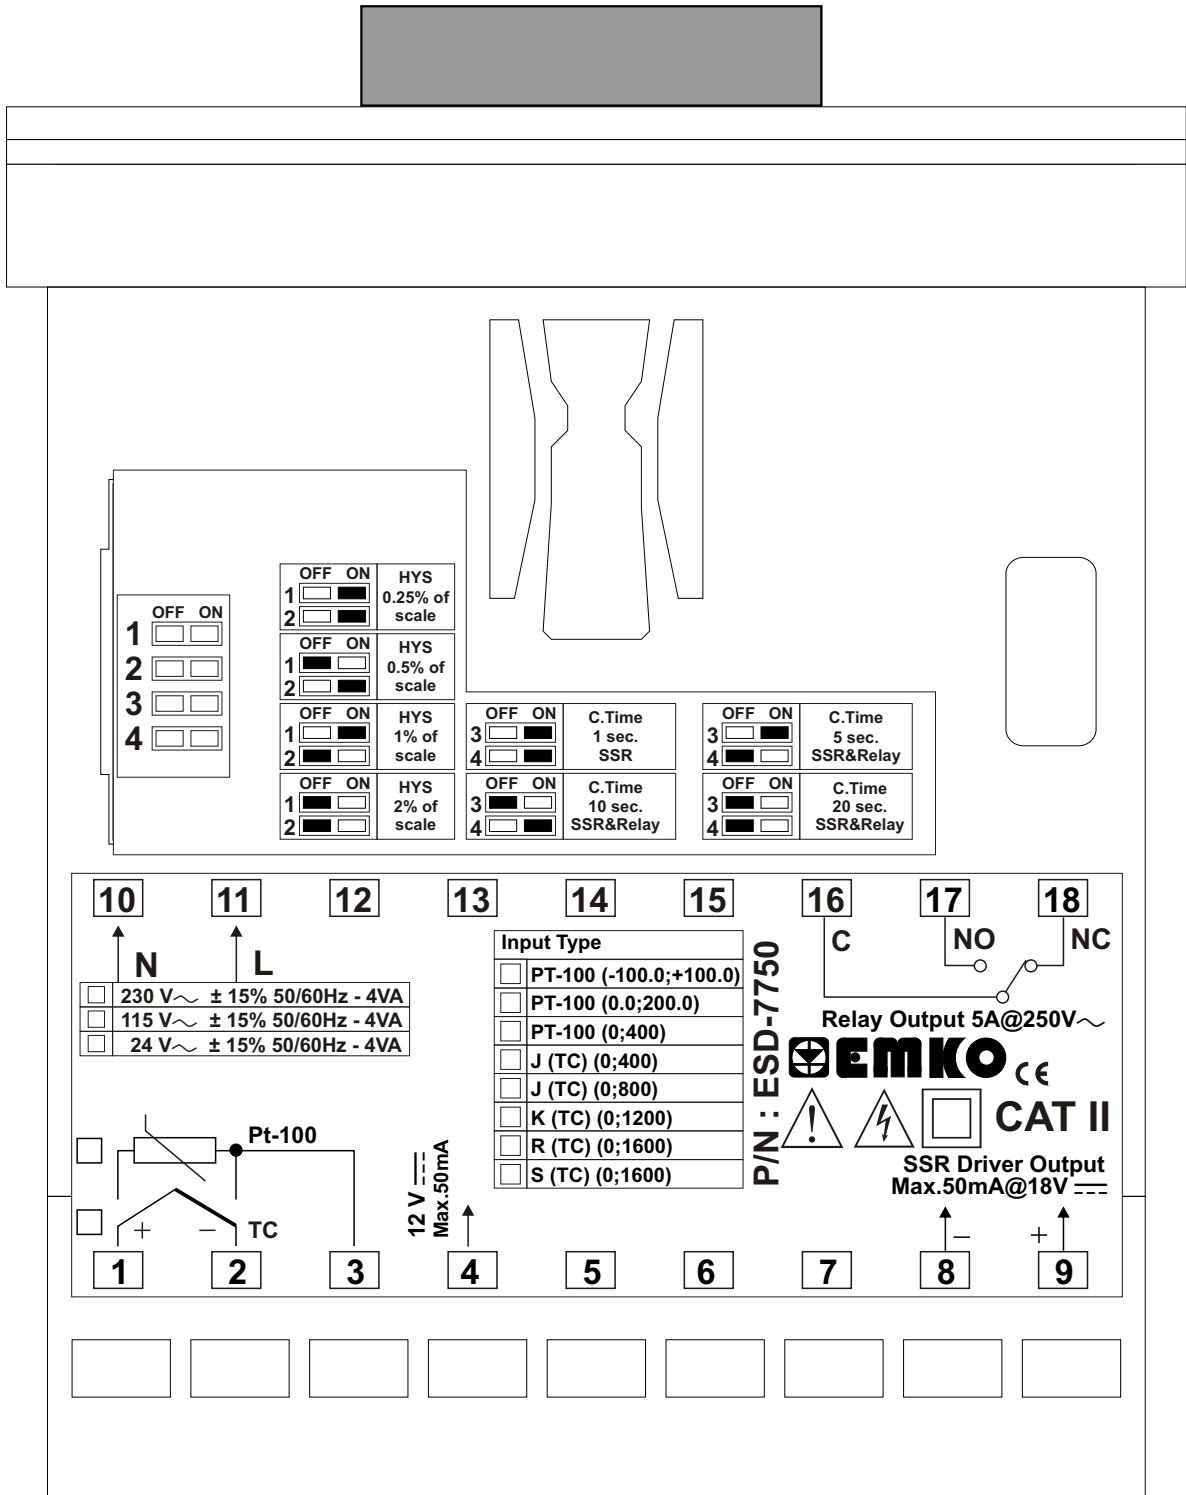 OFF ON
1
2
3
4
OFF ON
1
2
HYS
0.25% of
scale
OFF ON
1
2
HYS
0.5% of
scale
OFF ON
1
2
HYS
1% of
scale
OFF ON
3
4
C.Time
1 sec.
SSR
OFF ON
3
4
C.Time
5 sec.
SSR&Relay
OFF ON
1
2
HYS
2% of
scale
OFF ON
3
4
C.Time
10 sec.
SSR&Relay
OFF ON
3
4
C.Time
20 sec.
SSR&Relay
10 11 12 13 14 15 16 17 18
N L
230 V~ ± 15% 50/60Hz - 4VA
115 V~ ± 15% 50/60Hz - 4VA
24 V~ ± 15% 50/60Hz - 4VA
Input Type
PT-100 (-100.0;+100.0)
PT-100 (0.0;200.0)
PT-100 (0;400)
J (TC) (0;400)
J (TC) (0;800)
K (TC) (0;1200)
R (TC) (0;1600)
S (TC) (0;1600)
P/N : ESD-7750
C NO NC
Relay Output 5A@250V~
EMKO CE
CAT II
SSR Driver Output
Max.50mA@18V
Pt-100
+ − TC
12 V
Max.50mA
− +
1 2 3 4 5 6 7 8 9